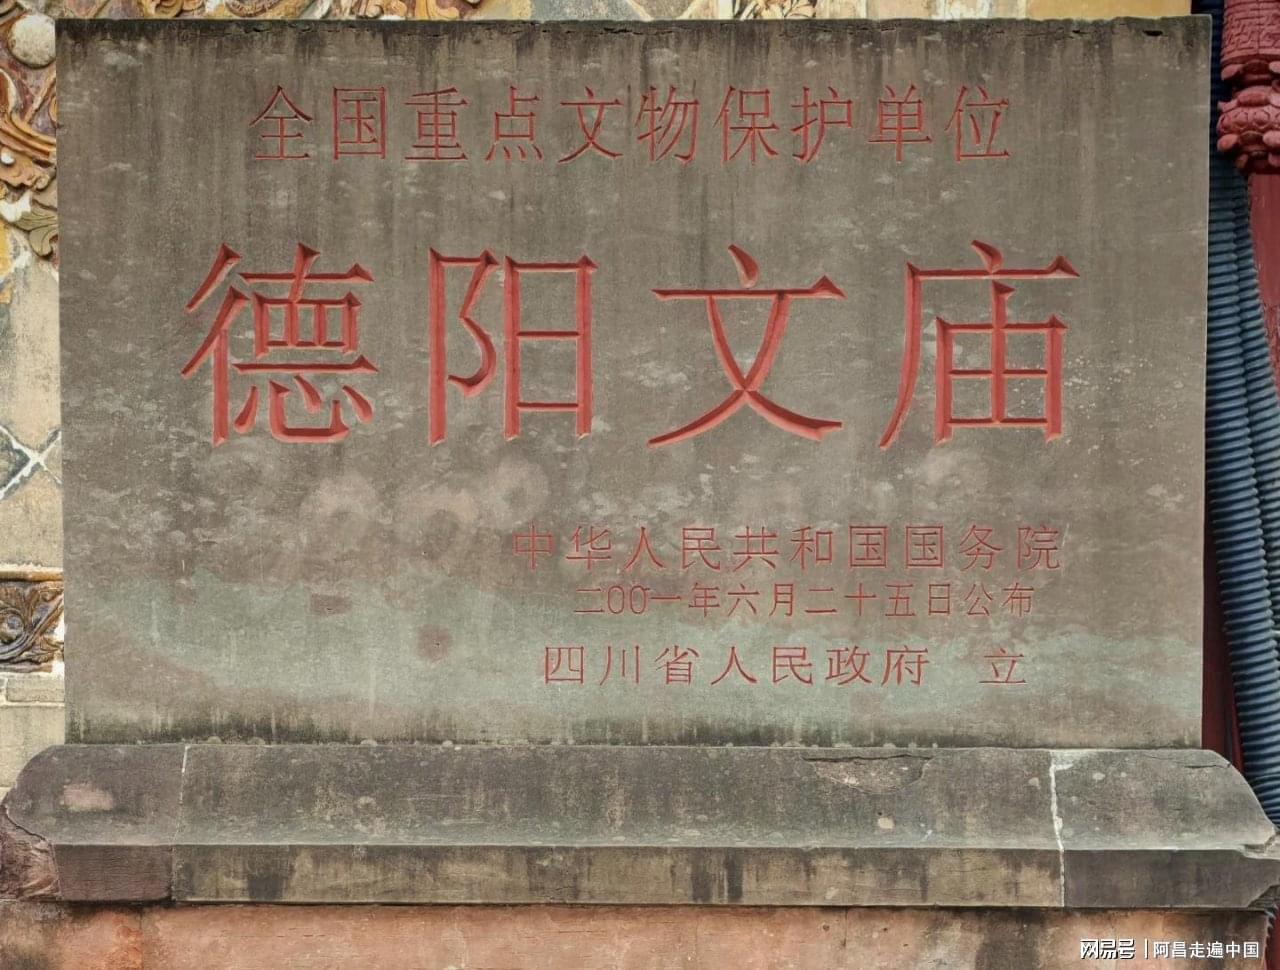 全国重点文物保护单位
德阳文庙
中华人民共和国国务院
二00一年六月二十五日公布
四川省人民政府 立
网易号 | 阿昌走遍中国